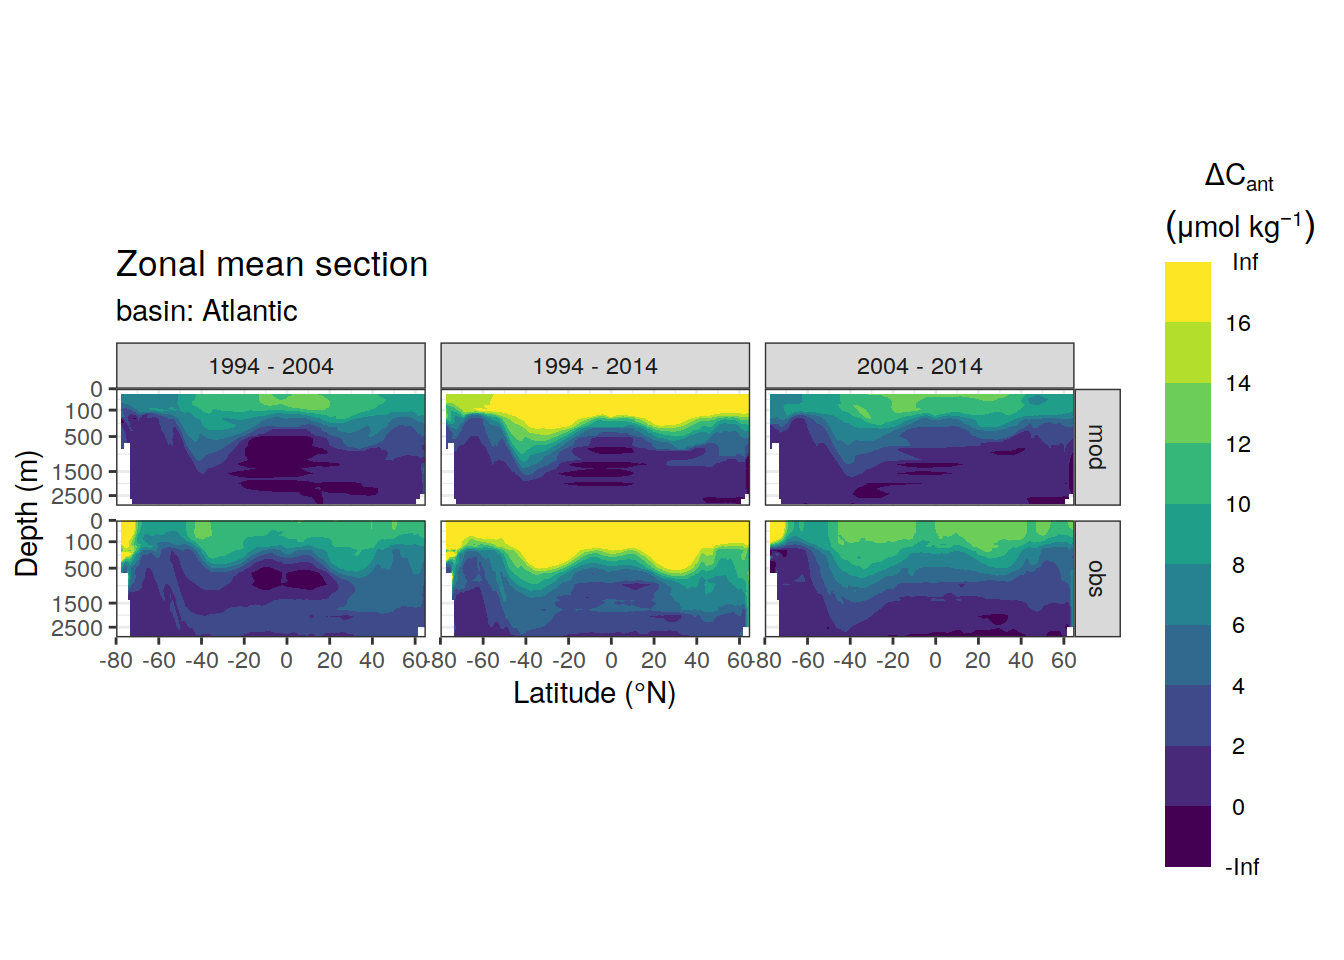 Zonal mean section
basin: Atlantic
1994 - 2004
1994 - 2014
2004 - 2014
0
100
500
1500
2500
mod
0
100
500
1500
2500
obs
-80 -60 -40 -20 0 20 40 60
-80 -60 -40 -20 0 20 40 60
-80 -60 -40 -20 0 20 40 60
Latitude (°N)
Depth (m)
ΔCant
(μmol kg⁻¹)
Inf
16
14
12
10
8
6
4
2
0
-Inf